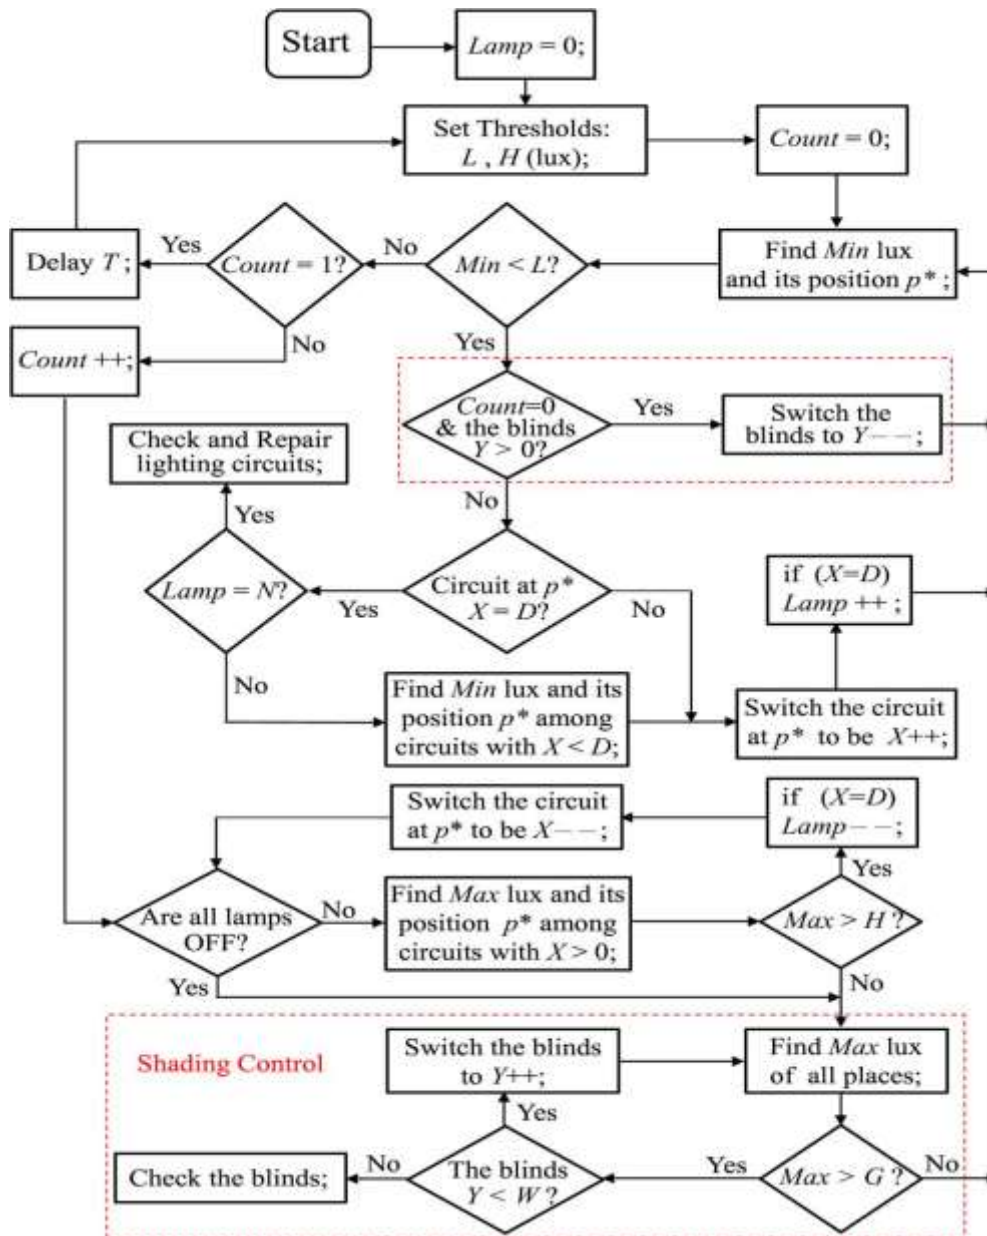 Start
Lamp = 0;
Set Thresholds:
L , H (lux);
Count = 0;
Delay T ;
Yes
Count = 1?
No
Min < L?
Find Min lux
and its position p* ;
No
Count ++;
Yes
Count=0
& the blinds
Y > 0?
Yes
Switch the
blinds to Y– –;
Check and Repair
lighting circuits;
No
Yes
Lamp = N?
Yes
Circuit at p*
X = D?
No
if (X=D)
Lamp ++ ;
No
Find Min lux and its
position p* among
circuits with X < D;
Switch the circuit
at p* to be X++;
Switch the circuit
at p* to be X– –;
if (X=D)
Lamp– –;
Yes
Are all lamps
OFF?
No
Find Max lux and its
position p* among
circuits with X > 0;
Max > H ?
Yes
No
Shading Control
Switch the blinds
to Y++;
Find Max lux
of all places;
Yes
Check the blinds;
No
The blinds
Y < W ?
Yes
Max > G ?
No